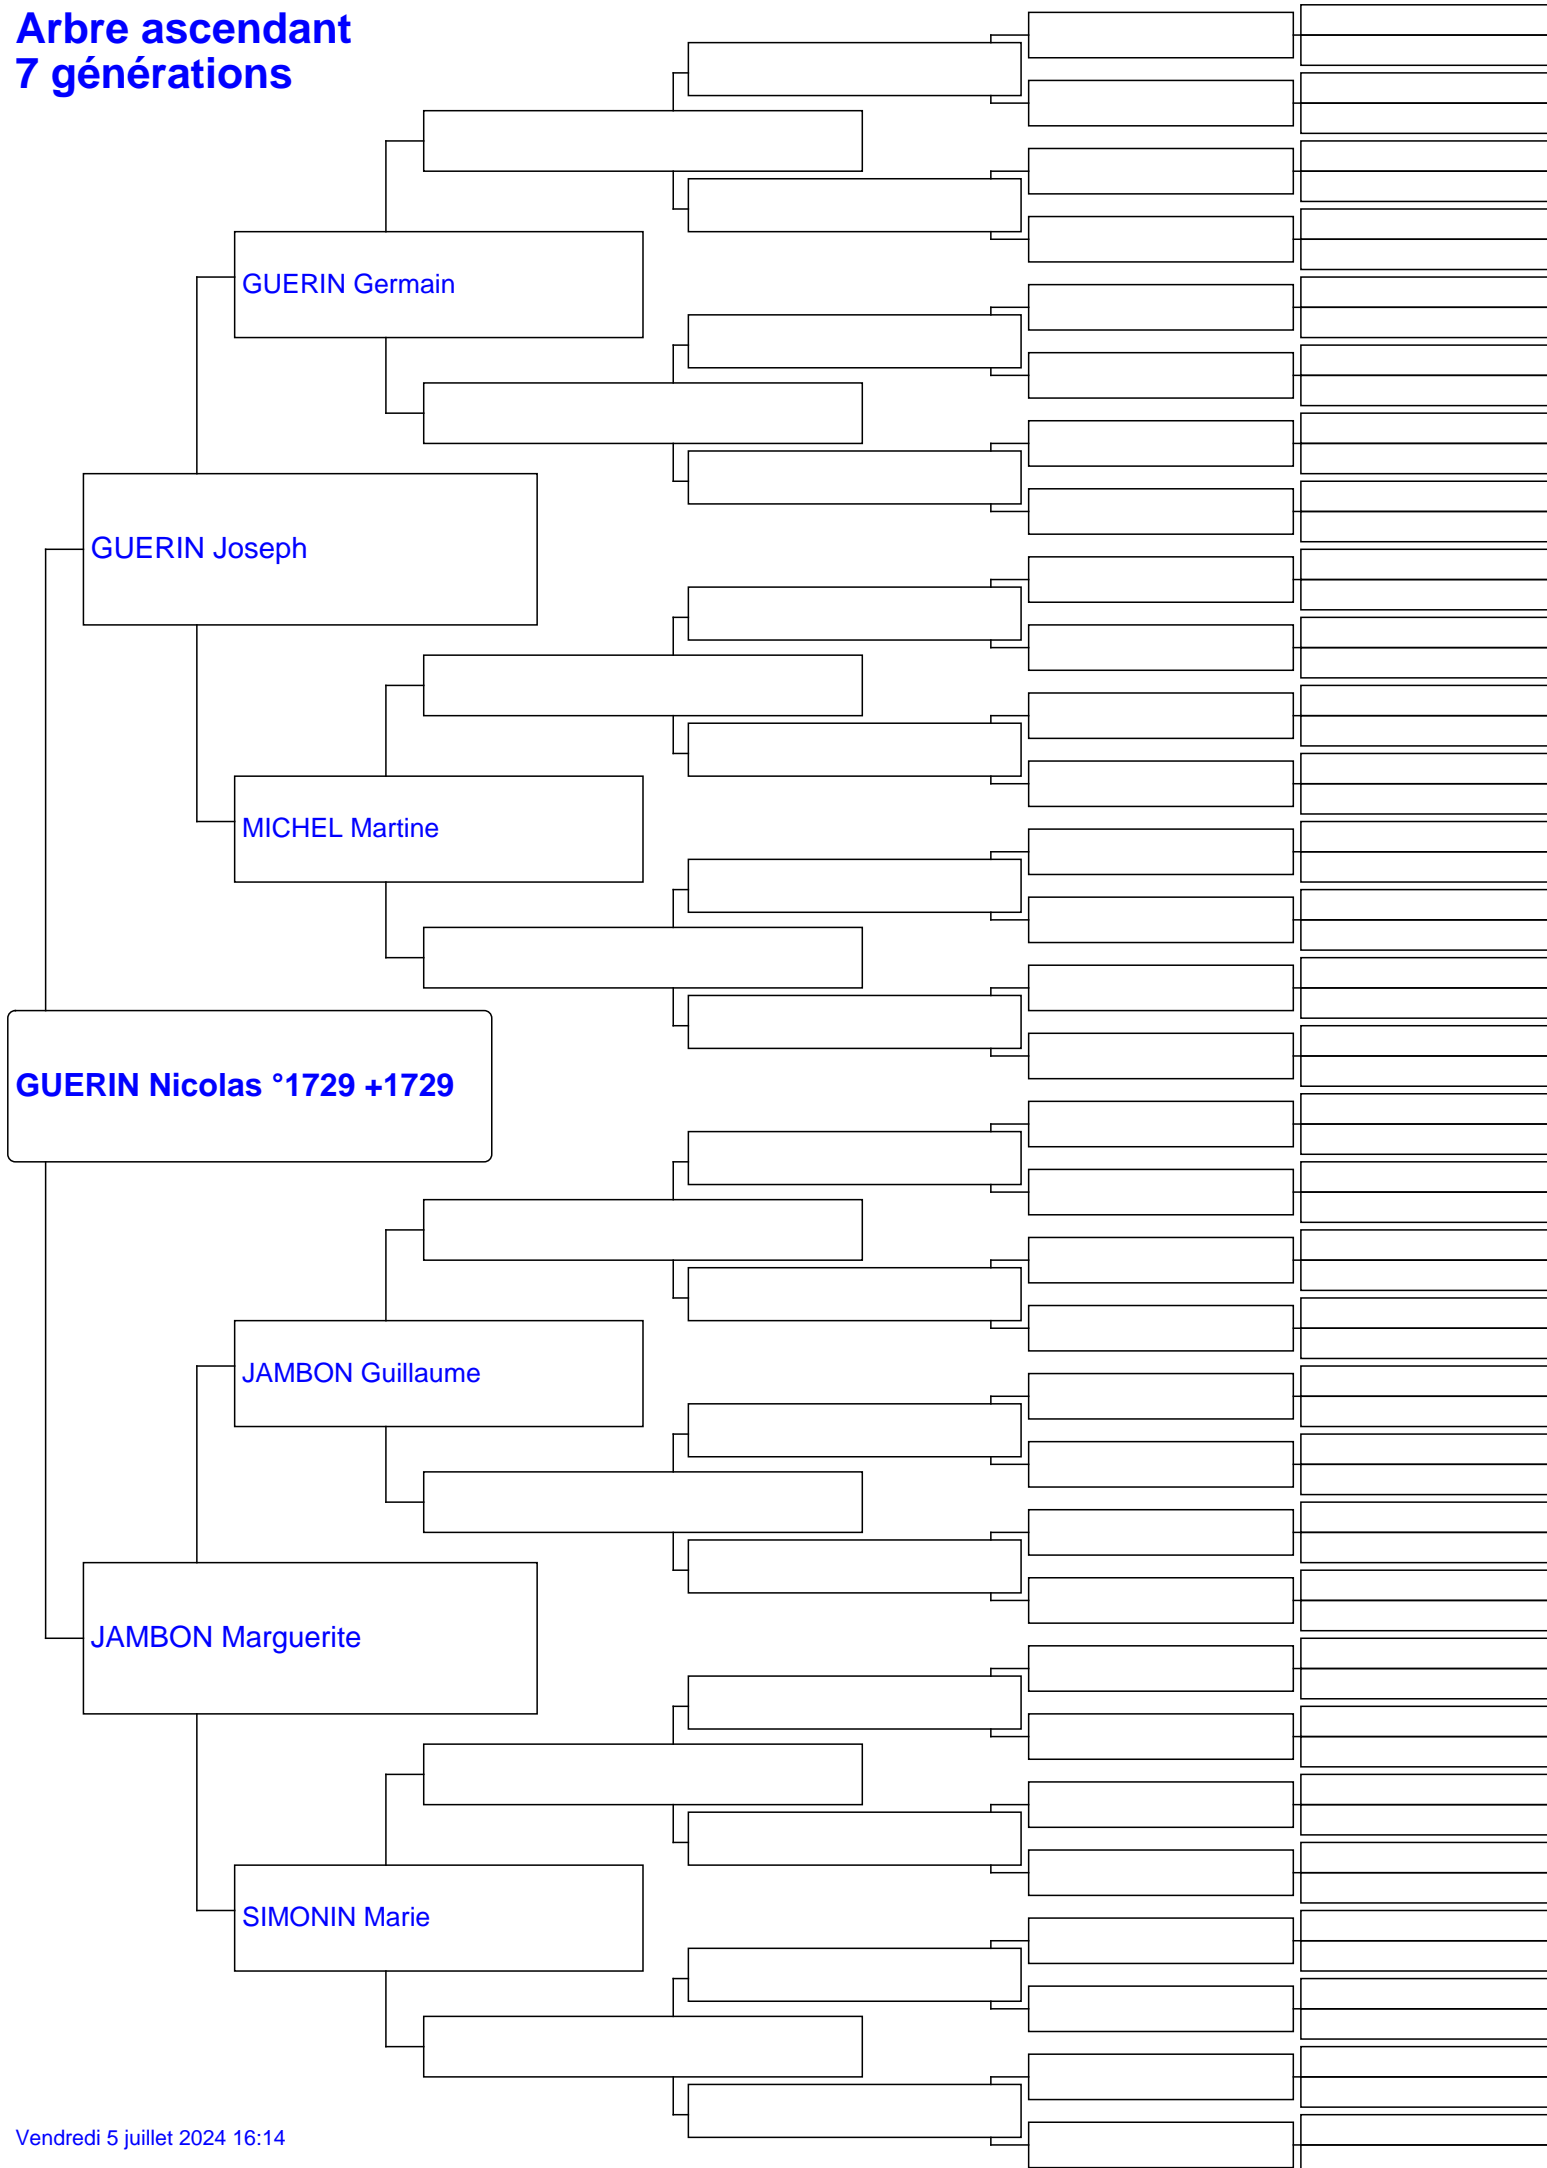 Arbre ascendant
7 générations
GUERIN Germain
GUERIN Joseph
MICHEL Martine
GUERIN Nicolas °1729 +1729
JAMBON Guillaume
JAMBON Marguerite
SIMONIN Marie
Vendredi 5 juillet 2024 16:14